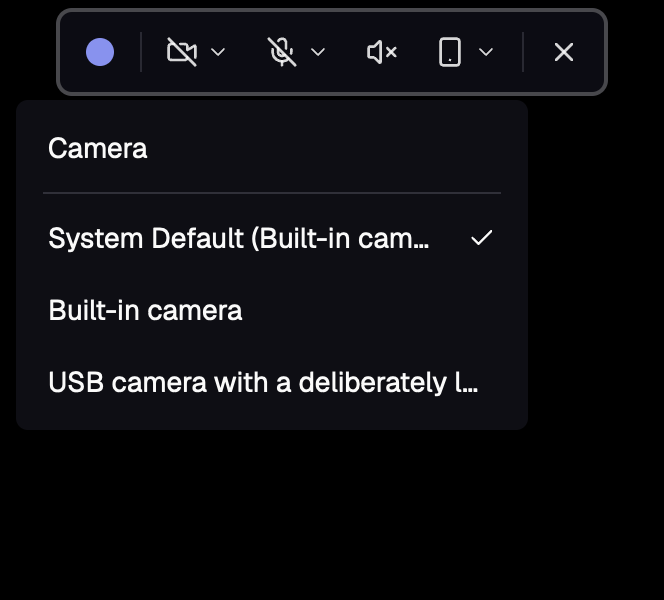 Camera
System Default (Built-in cam...
Built-in camera
USB camera with a deliberately l...